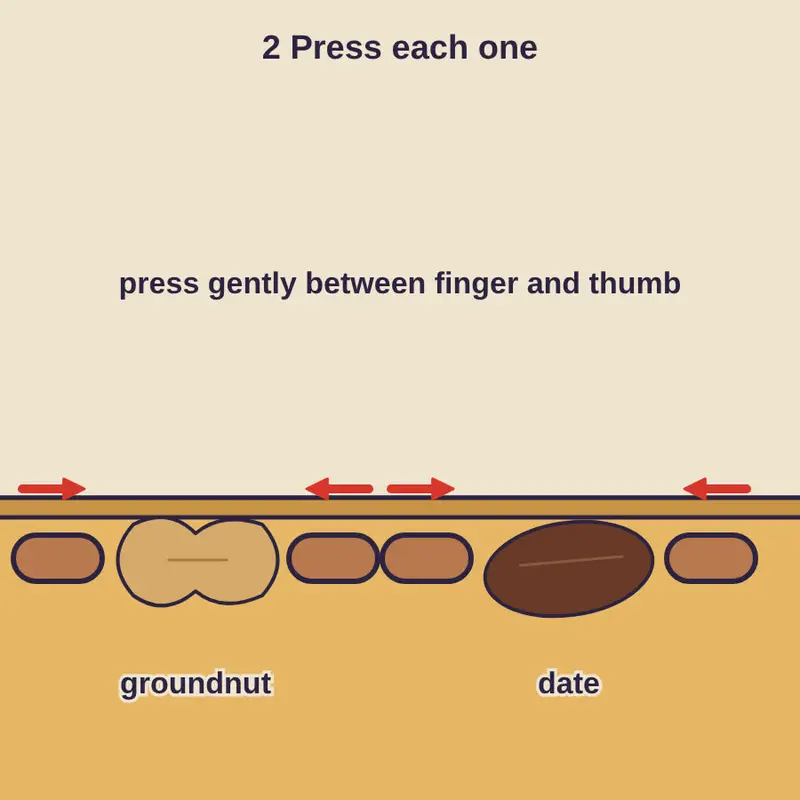 2 Press each one
press gently between finger and thumb
groundnut
date